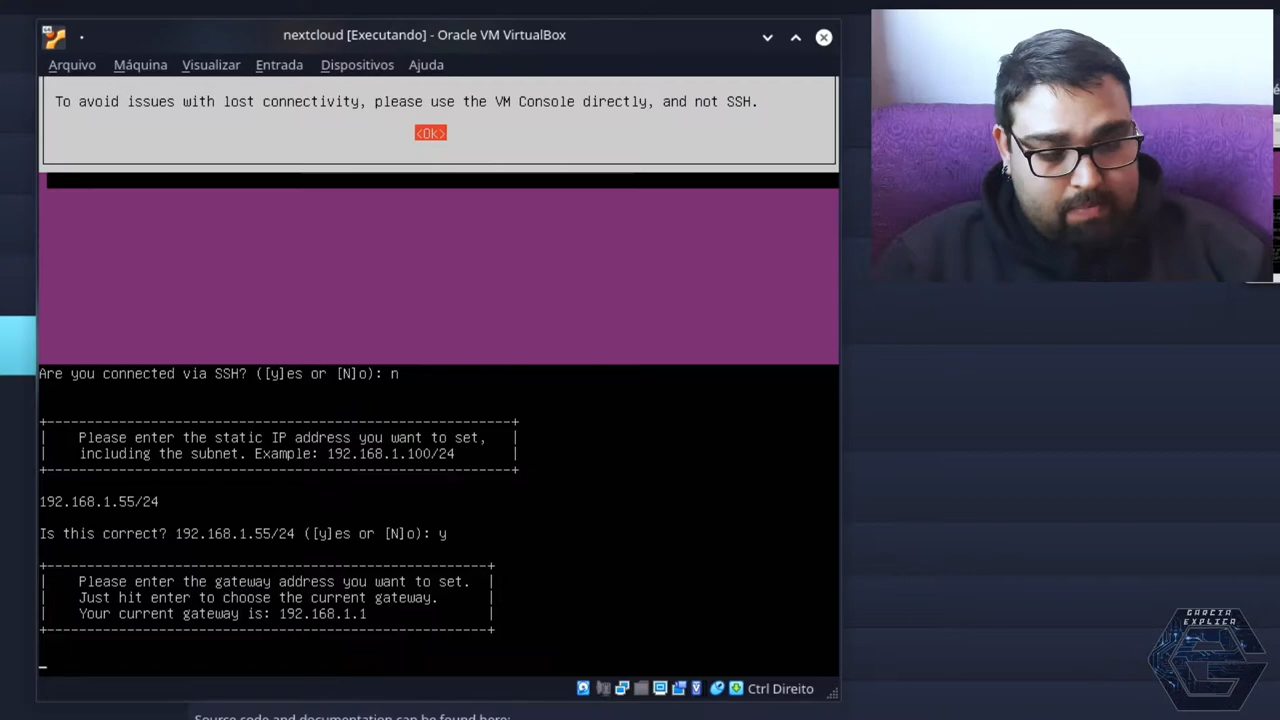 nextcloud [Executando] - Oracle VM VirtualBox
Arquivo Máquina Visualizar Entrada Dispositivos Ajuda
To avoid issues with lost connectivity, please use the VM Console directly, and not SSH.
<Ok>
Are you connected via SSH? ([y]es or [N]o): n
Please enter the static IP address you want to set,
including the subnet. Example: 192.168.1.100/24
192.168.1.55/24
Is this correct? 192.168.1.55/24 ([y]es or [N]o): y
Please enter the gateway address you want to set.
Just hit enter to choose the current gateway.
Your current gateway is: 192.168.1.1
Ctrl Direito
GARCIA
EXPLICA
Source code and documentation can be found here: